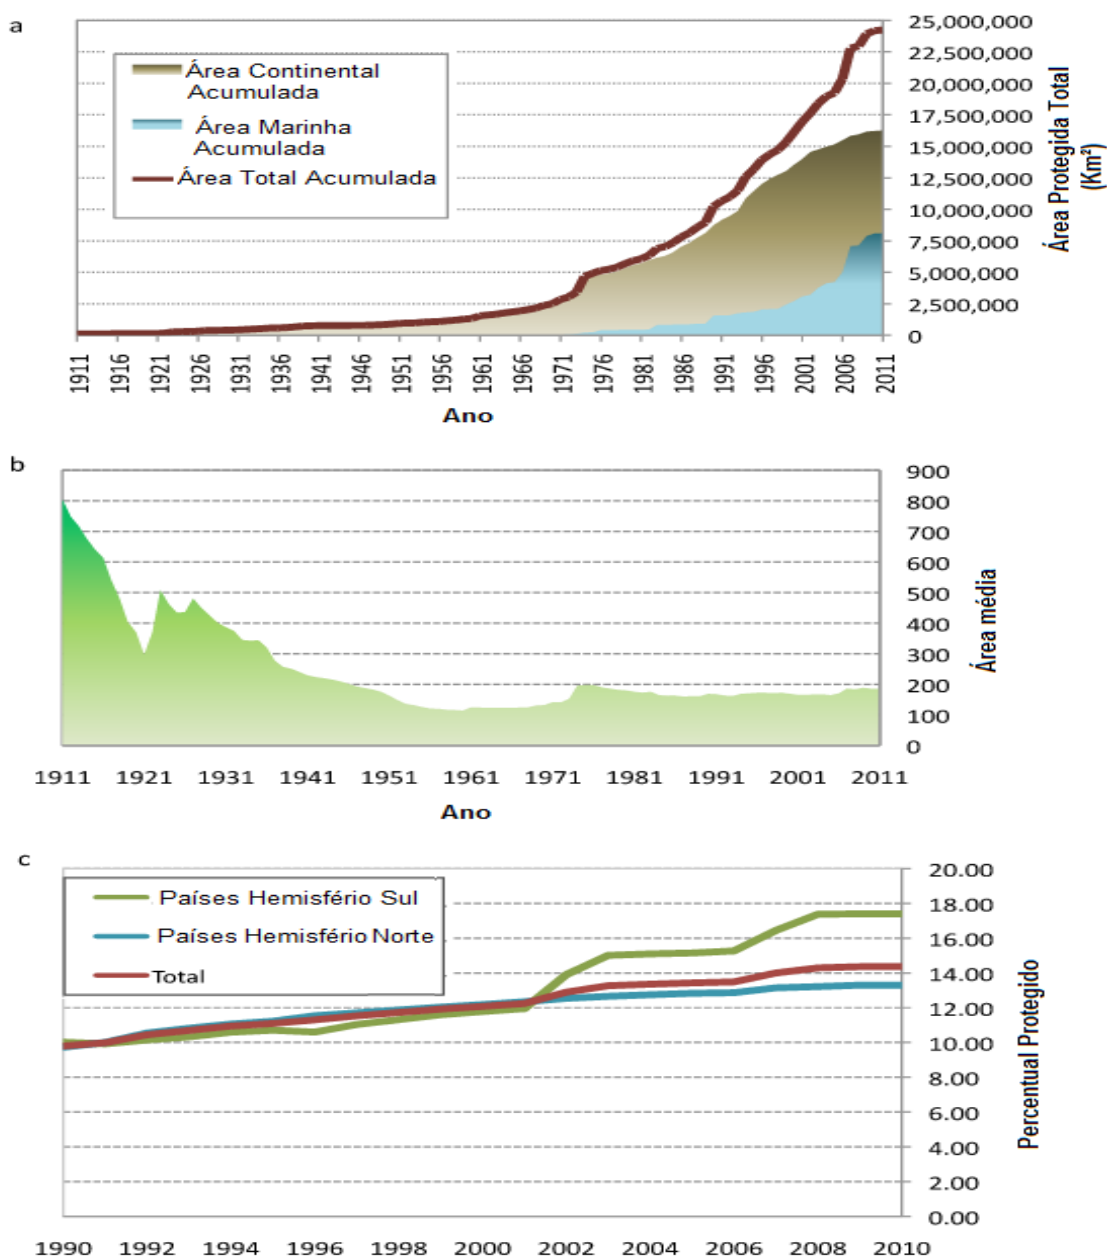 a
Área Continental
Acumulada
Área Marinha
Acumulada
Área Total Acumulada
25,000,000
22,500,000
20,000,000
17,500,000
15,000,000
12,500,000
10,000,000
7,500,000
5,000,000
2,500,000
0
Área Protegida Total
(Km²)
1911 1916 1921 1926 1931 1936 1941 1946 1951 1956 1961 1966 1971 1976 1981 1986 1991 1996 2001 2006 2011
Ano
b
900
800
700
600
500
400
300
200
100
0
Área média
1911 1921 1931 1941 1951 1961 1971 1981 1991 2001 2011
Ano
c
Países Hemisfério Sul
Países Hemisfério Norte
Total
20.00
18.00
16.00
14.00
12.00
10.00
8.00
6.00
4.00
2.00
0.00
Percentual Protegido
1990 1992 1994 1996 1998 2000 2002 2004 2006 2008 2010